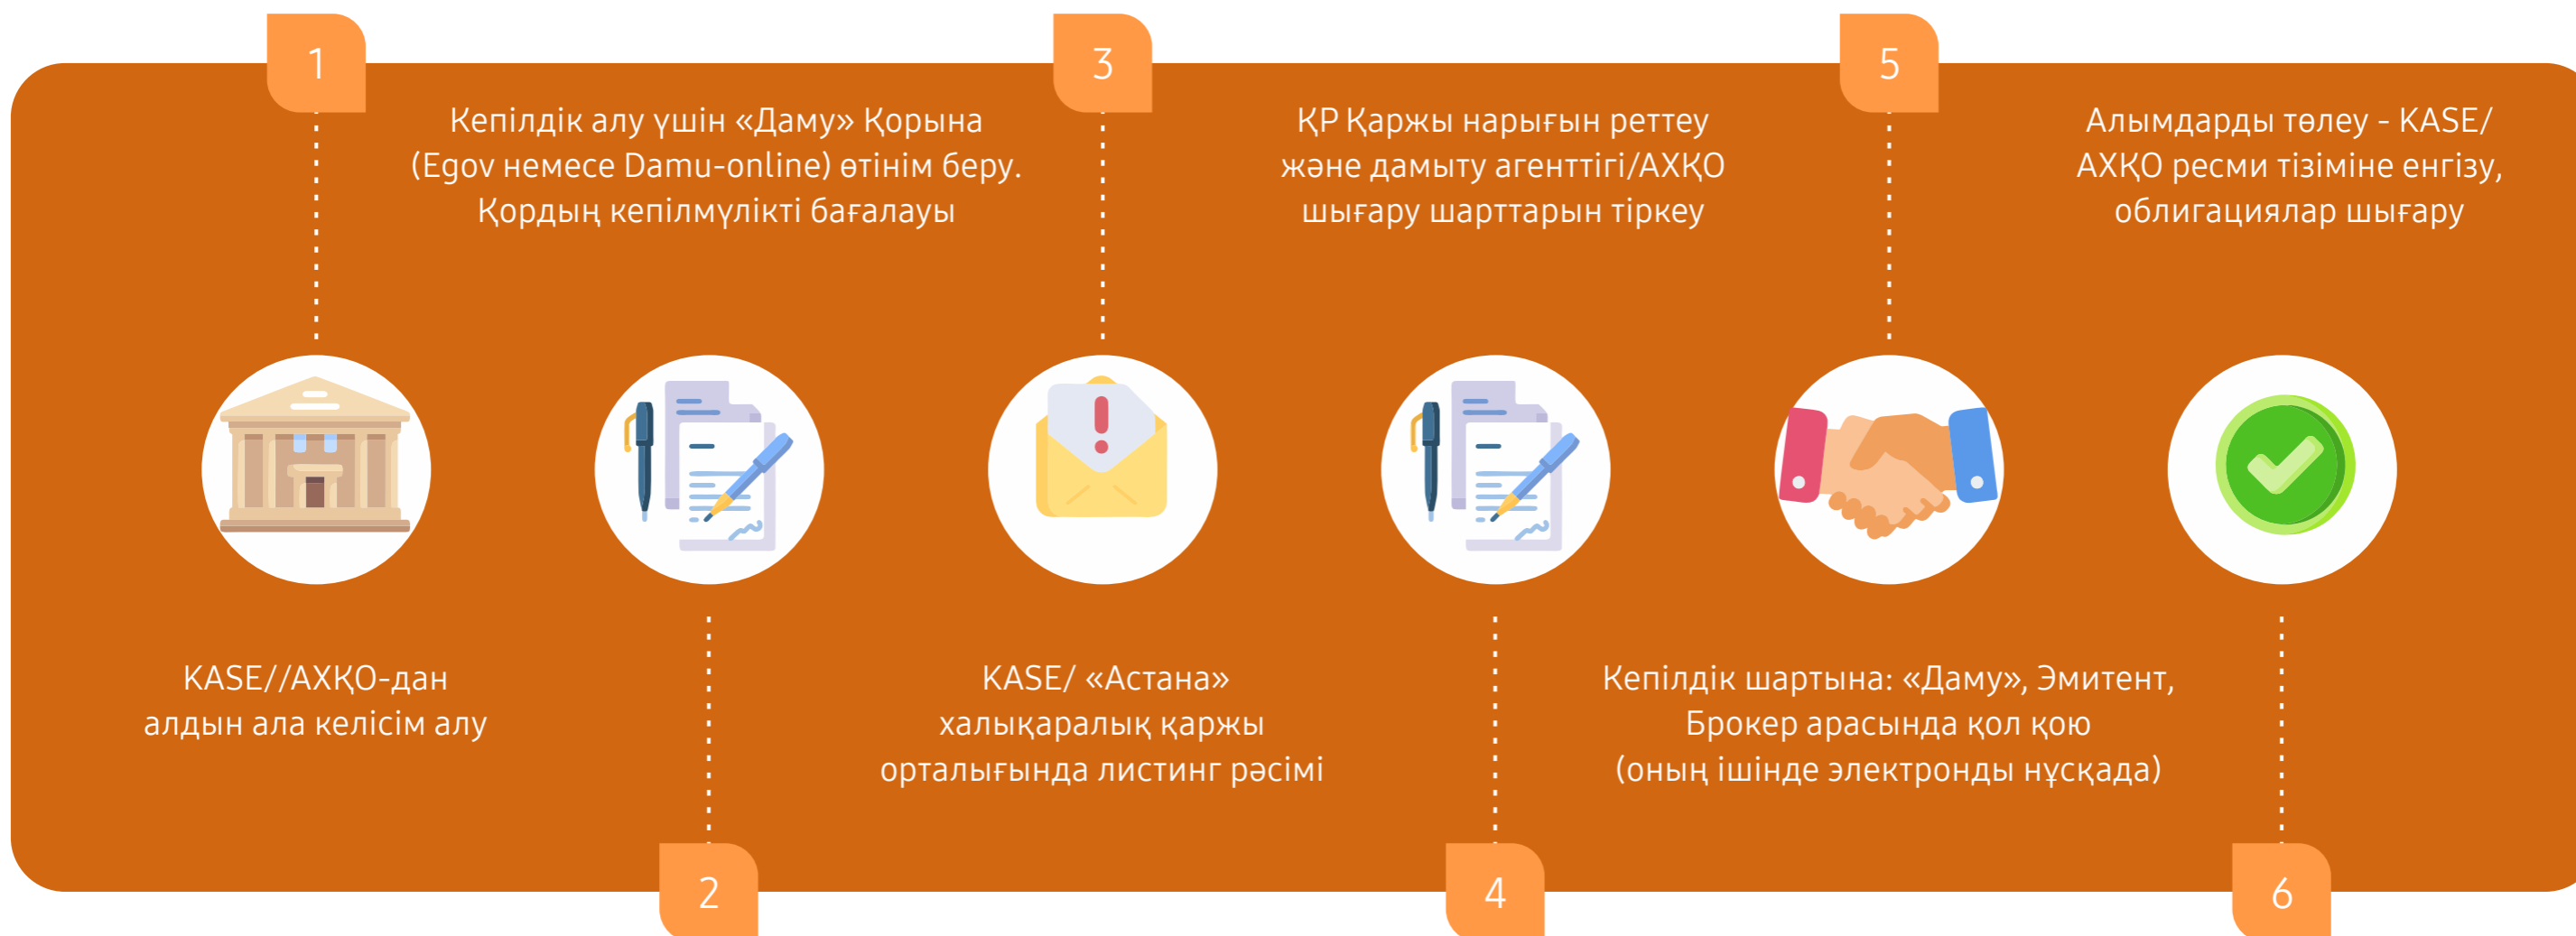 1
KASE//АХҚО-дан
алдын ала келісім алу
Кепілдік алу үшін «Даму» Қорына
(Egov немесе Damu-online) өтінім беру.
Қордың кепілмүлікті бағалауы
2
3
KASE/ «Астана»
халықаралық қаржы
орталығында листинг рәсімі
ҚР Қаржы нарығын реттеу
және дамыту агенттігі/АХҚО
шығару шарттарын тіркеу
4
5
Кепілдік шартына: «Даму», Эмитент,
Брокер арасында қол қою
(оның ішінде электронды нұсқада)
Алымдарды төлеу - KASE/
АХҚО ресми тізіміне енгізу,
облигациялар шығару
6